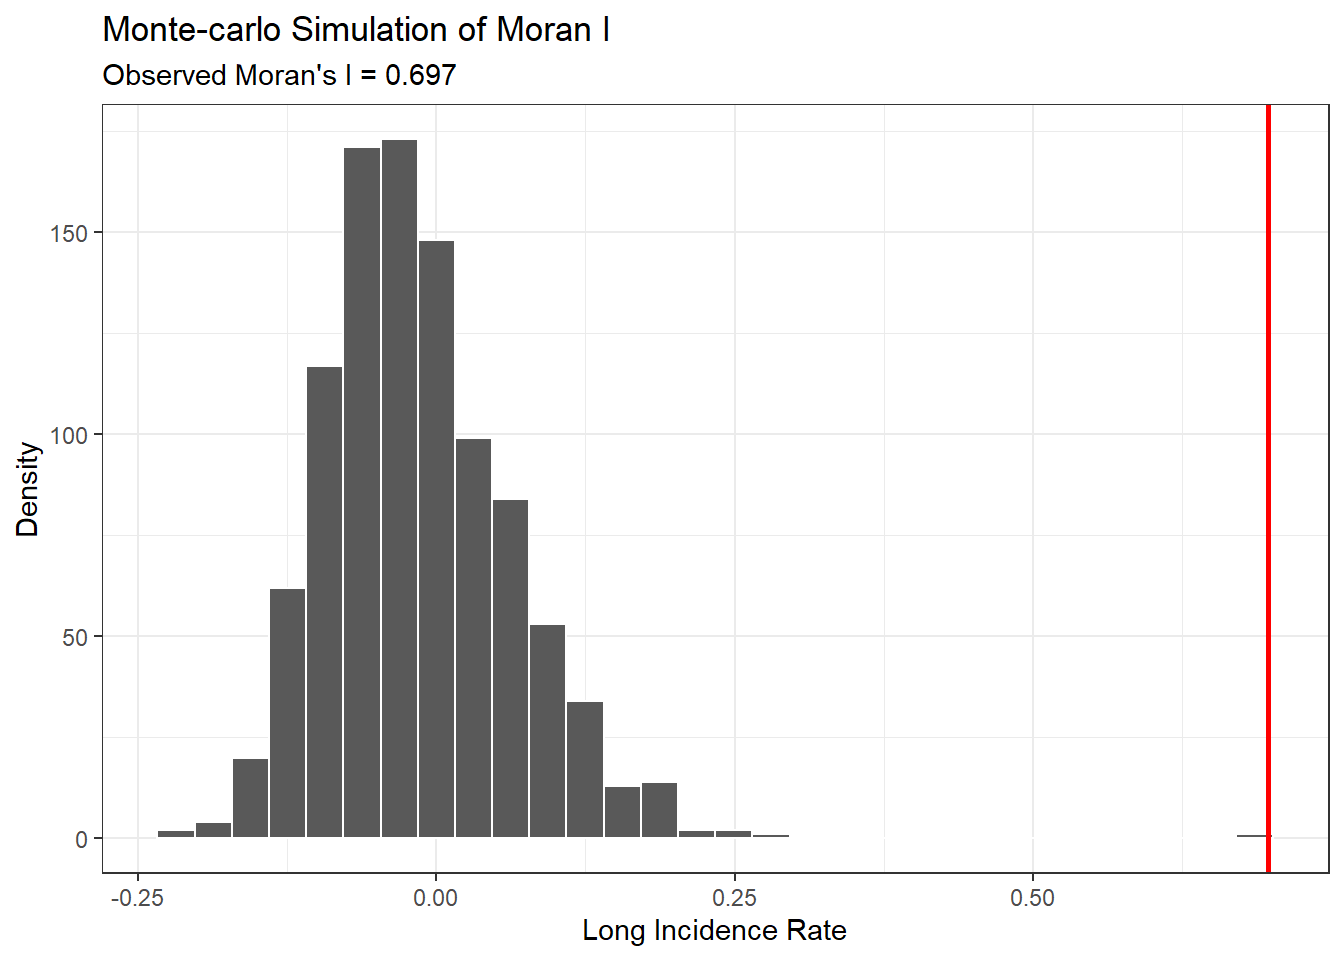 Monte-carlo Simulation of Moran I
Observed Moran's I = 0.697
Density
150
100
50
0
-0.25
0.00
0.25
0.50
Long Incidence Rate